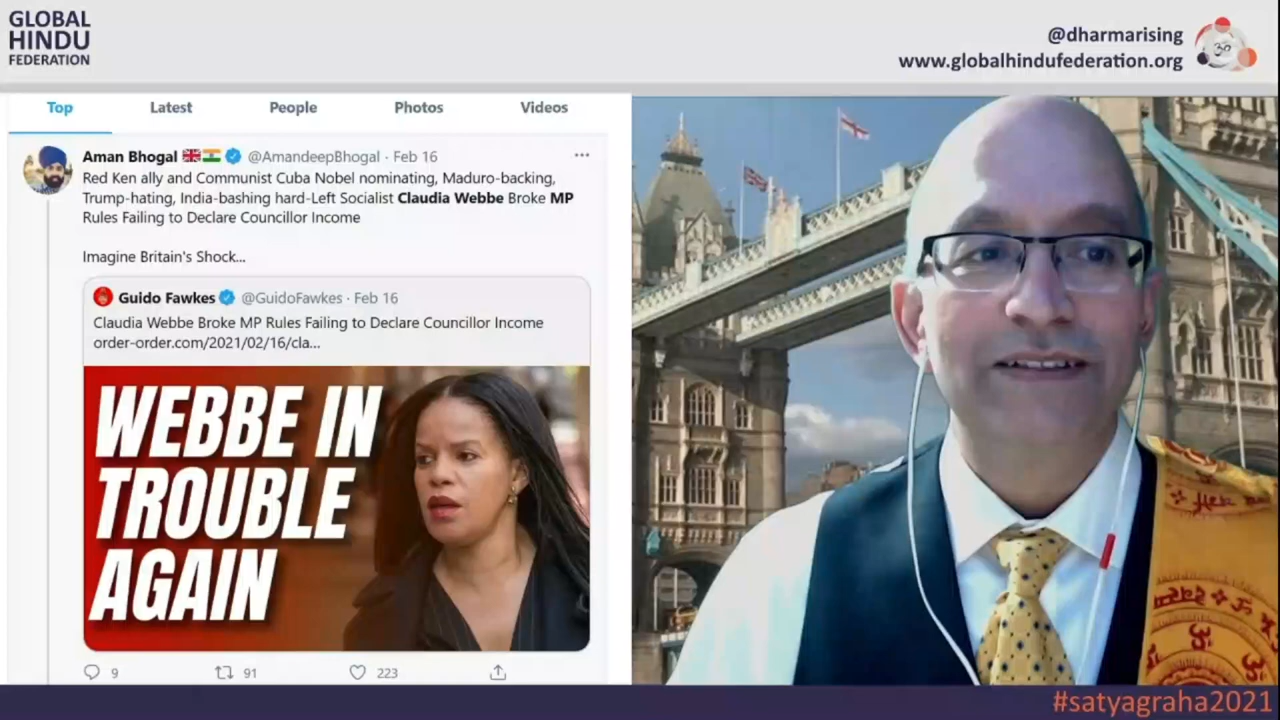 GLOBAL
HINDU
FEDERATION
@dharmarising
www.globalhindufederation.org
Top Latest People Photos Videos
Aman Bhogal 🇬🇧🇮🇳 @AmandeepBhogal · Feb 16
Red Ken ally and Communist Cuba Nobel nominating, Maduro-backing,
Trump-hating, India-bashing hard-Left Socialist Claudia Webbe Broke MP
Rules Failing to Declare Councillor Income
Imagine Britain's Shock...
Guido Fawkes @GuidoFawkes · Feb 16
Claudia Webbe Broke MP Rules Failing to Declare Councillor Income
order-order.com/2021/02/16/cla...
WEBBE IN
TROUBLE
AGAIN
9 91 223
#satyagraha2021